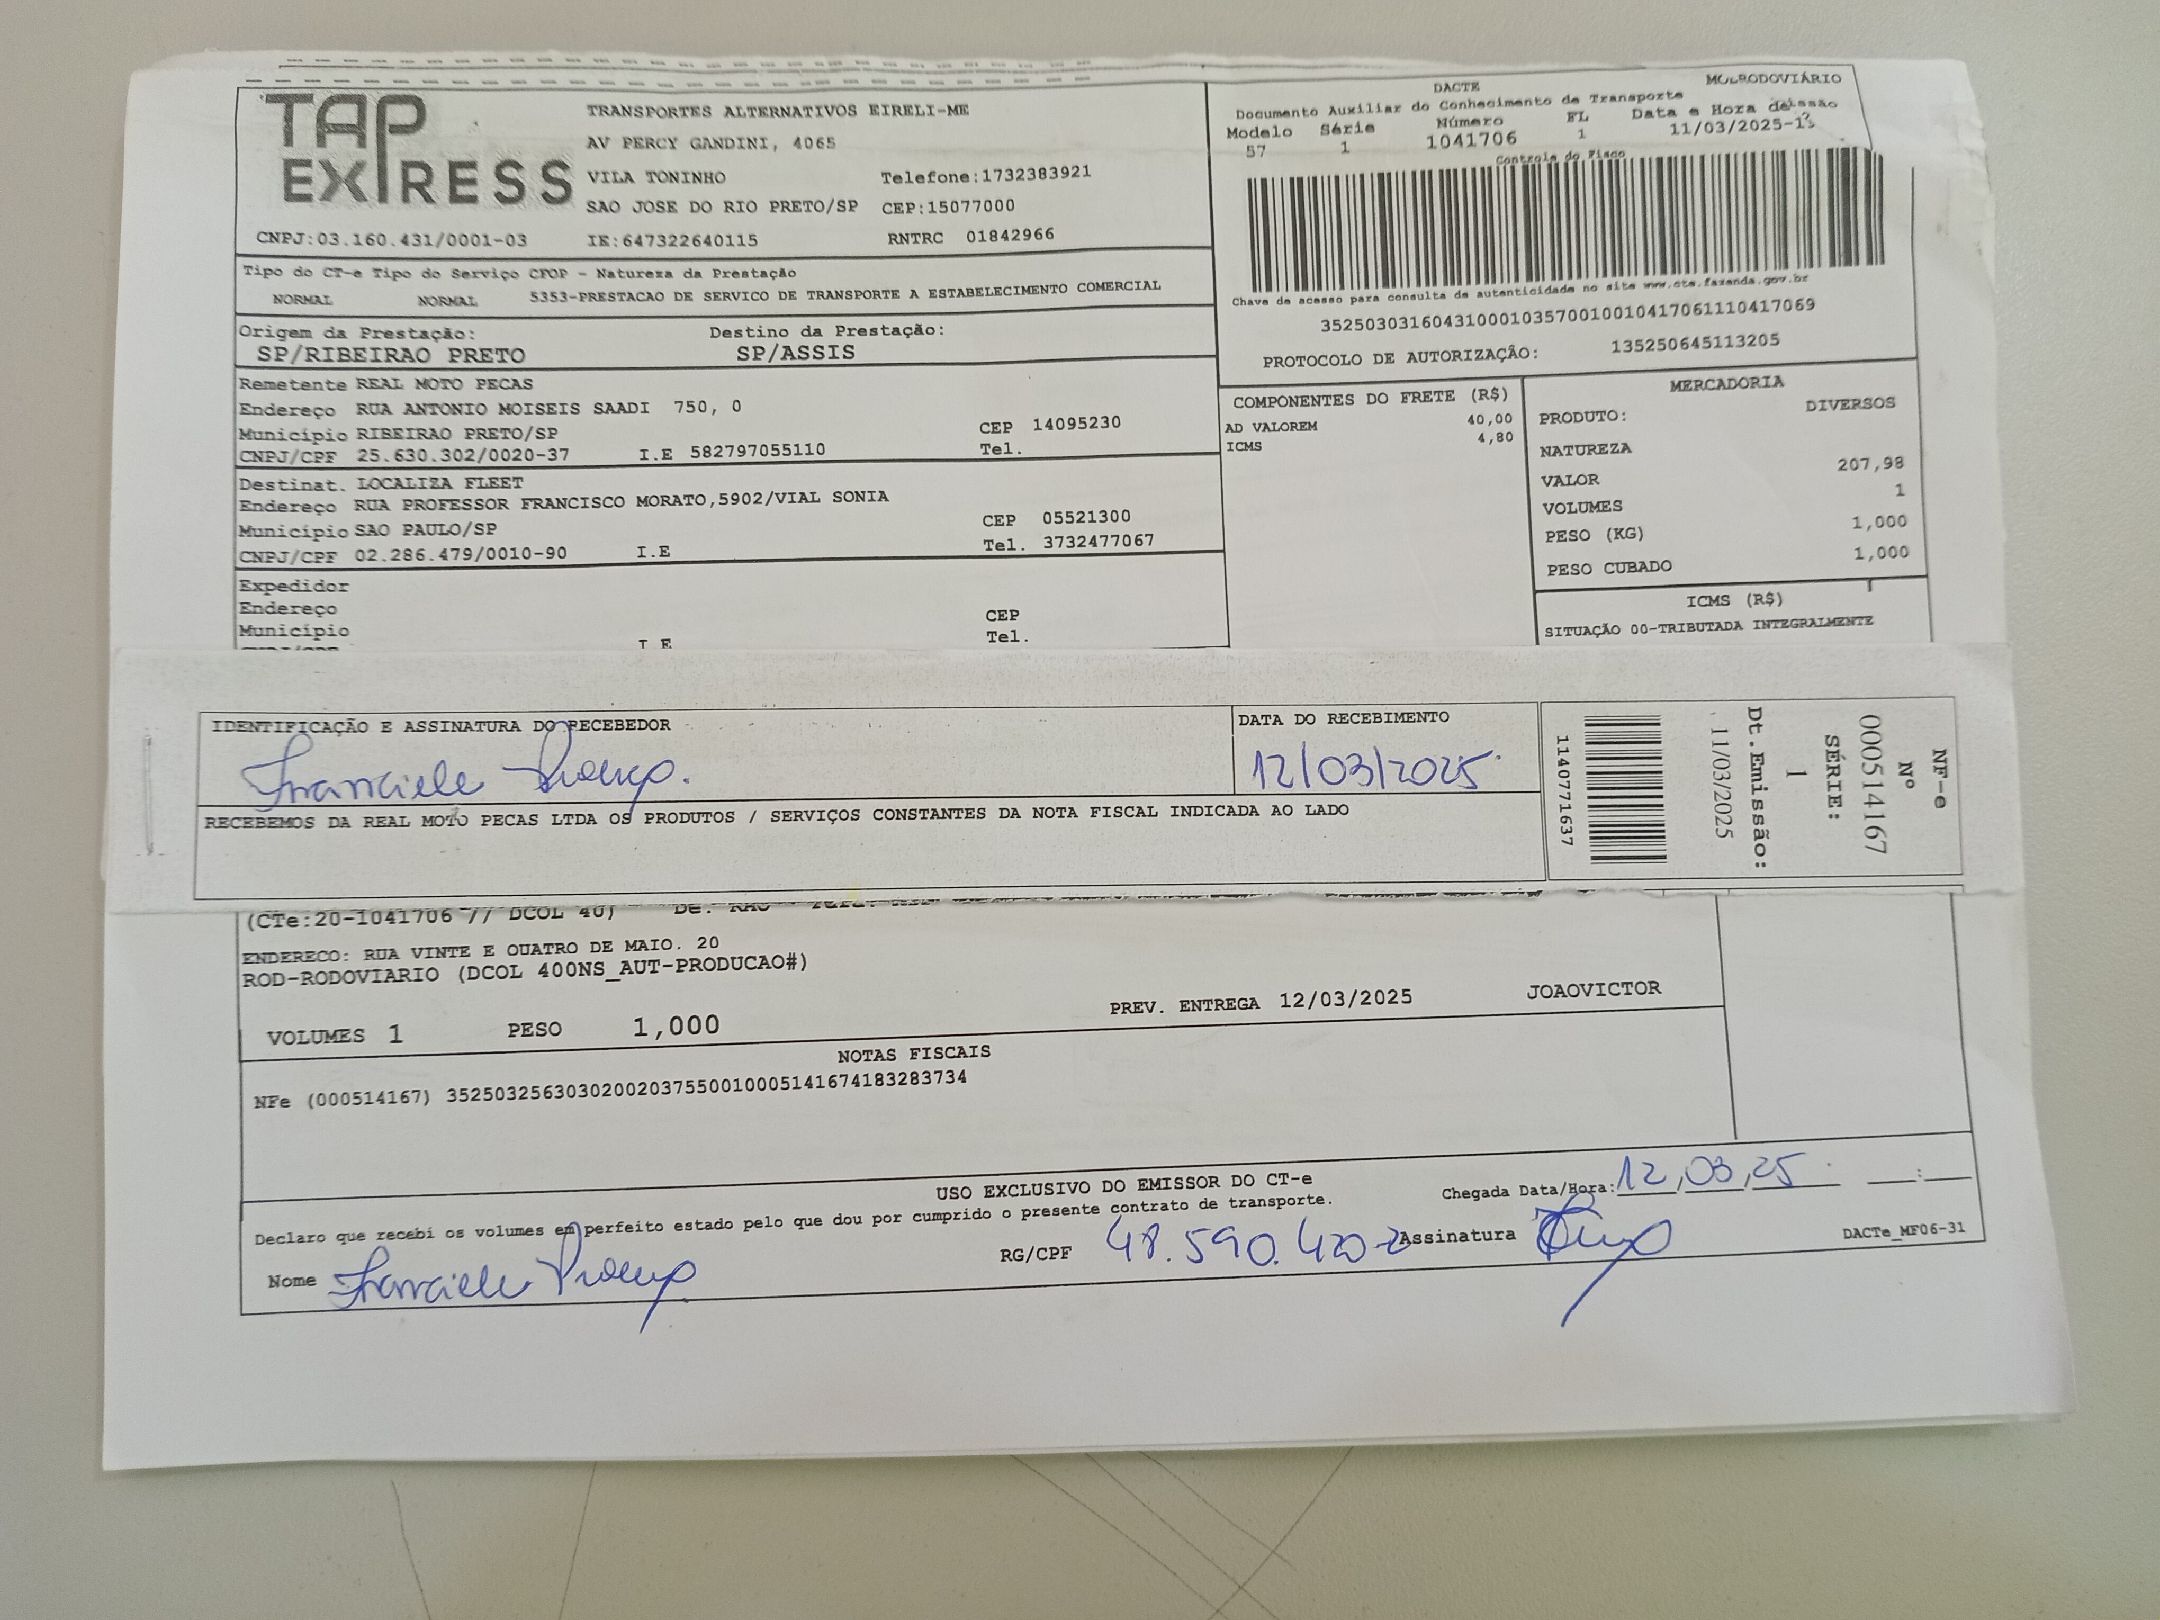 TAP EXPRESS
TRANSPORTES ALTERNATIVOS EIRELI-ME
AV PERCY GANDINI, 4065
VILA TONINHO Telefone:1732383921
SAO JOSE DO RIO PRETO/SP CEP:15077000
CNPJ:03.160.431/0001-03 IE:647322640115 RNTRC 01842966
DACTE RODOVIÁRIO
Documento Auxiliar do Conhecimento de Transporte
Modelo Série Número FL Data e Hora de
57 1 1041706 1 11/03/2025-
Controle do Fisco
Chave de acesso para consulta de autenticidade no site www.cte.fazenda.gov.br
35250303160431000103570010010417061110417069
PROTOCOLO DE AUTORIZAÇÃO: 135250645113205
Tipo do CT-e Tipo do Serviço CFOP - Natureza da Prestação
NORMAL NORMAL 5353-PRESTACAO DE SERVICO DE TRANSPORTE A ESTABELECIMENTO COMERCIAL
Origem da Prestação: Destino da Prestação:
SP/RIBEIRAO PRETO SP/ASSIS
Remetente REAL MOTO PECAS
Endereço RUA ANTONIO MOISEIS SAADI 750, 0
Município RIBEIRAO PRETO/SP CEP 14095230
CNPJ/CPF 25.630.302/0020-37 I.E 582797055110 Tel.
Destinat. LOCALIZA FLEET
Endereço RUA PROFESSOR FRANCISCO MORATO,5902/VIAL SONIA
Município SAO PAULO/SP CEP 05521300
CNPJ/CPF 02.286.479/0010-90 I.E Tel. 3732477067
Expedidor
Endereço CEP
Município Tel.
I E
COMPONENTES DO FRETE (R$)
AD VALOREM 40,00
ICMS 4,80
MERCADORIA
PRODUTO: DIVERSOS
NATUREZA
VALOR 207,98
VOLUMES 1
PESO (KG) 1,000
PESO CUBADO 1,000
ICMS (R$)
SITUAÇÃO 00-TRIBUTADA INTEGRALMENTE
IDENTIFICAÇÃO E ASSINATURA DO RECEBEDOR DATA DO RECEBIMENTO
Franciele 12/03/2025
RECEBEMOS DA REAL MOTO PECAS LTDA OS PRODUTOS / SERVIÇOS CONSTANTES DA NOTA FISCAL INDICADA AO LADO
NF-e
Nº
000514167
SÉRIE:
1
Dt.Emissão:
11/03/2025
1140771637
(CTe:20-1041706 // DCOL 40) De:
ENDERECO: RUA VINTE E QUATRO DE MAIO. 20
ROD-RODOVIARIO (DCOL 400NS_AUT-PRODUCAO#)
PREV. ENTREGA 12/03/2025 JOAOVICTOR
VOLUMES 1 PESO 1,000
NOTAS FISCAIS
NFe (000514167) 35250325630302002037550010005141674183283734
USO EXCLUSIVO DO EMISSOR DO CT-e
Declaro que recebi os volumes em perfeito estado pelo que dou por cumprido o presente contrato de transporte.
Chegada Data/Hora: 12,03,25 :
Nome Franciele RG/CPF 48.590.420-2 Assinatura
DACTe_MF06-31